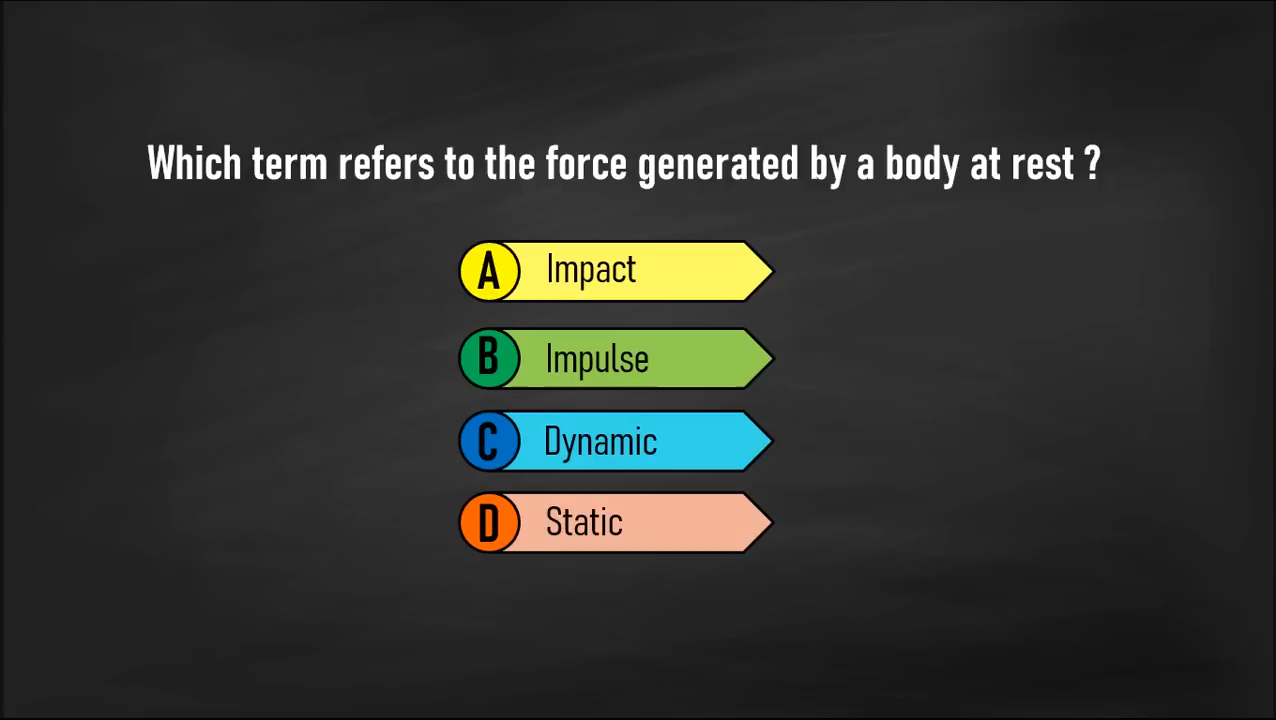 Which term refers to the force generated by a body at rest ?
A Impact
B Impulse
C Dynamic
D Static